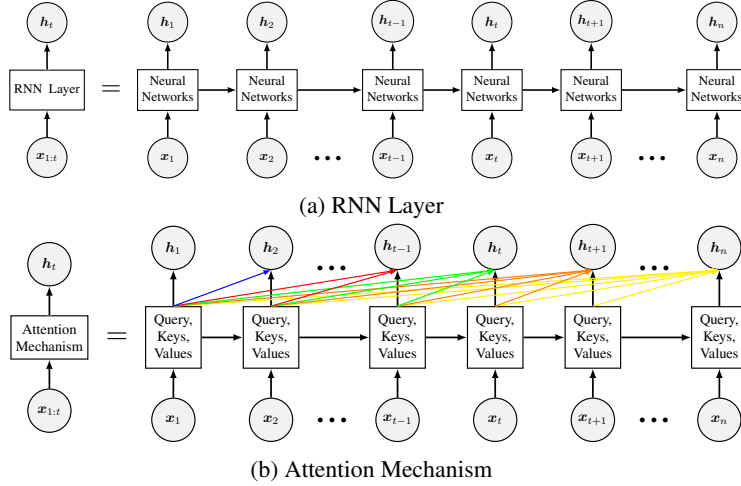 h_t h_1 h_2 h_{t-1} h_t h_{t+1} h_n
RNN Layer = Neural Networks Neural Networks Neural Networks Neural Networks Neural Networks Neural Networks
x_{1:t} x_1 x_2 ... x_{t-1} x_t x_{t+1} ... x_n
(a) RNN Layer
h_t h_1 h_2 ... h_{t-1} h_t h_{t+1} ... h_n
Attention Mechanism = Query, Keys, Values Query, Keys, Values Query, Keys, Values Query, Keys, Values Query, Keys, Values Query, Keys, Values
x_{1:t} x_1 x_2 ... x_{t-1} x_t x_{t+1} ... x_n
(b) Attention Mechanism